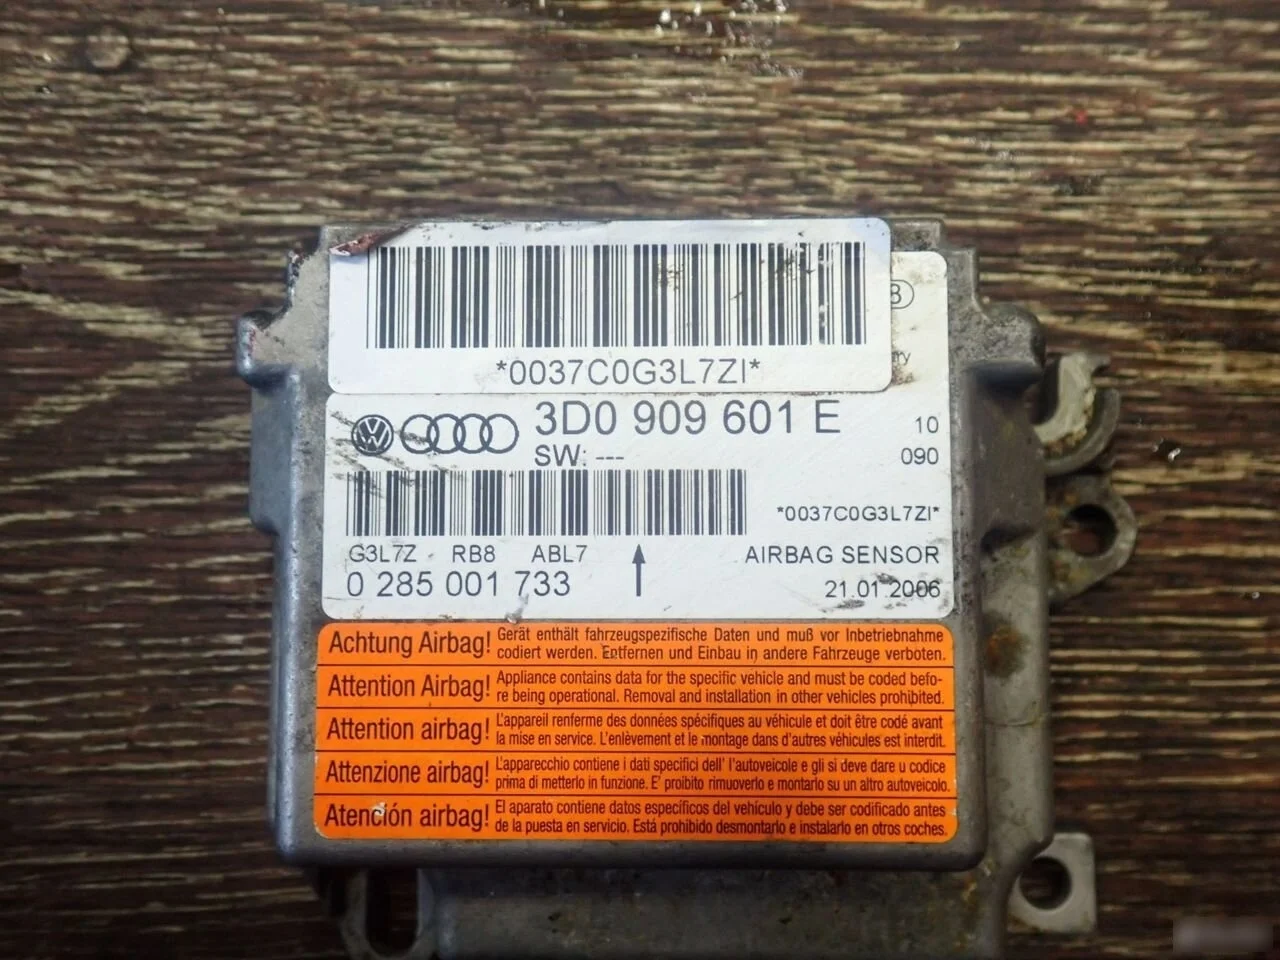 *0037C0G3L7ZI*
3D0 909 601 E
10
SW: ---
090
*0037C0G3L7ZI*
G3L7Z RB8 ABL7
AIRBAG SENSOR
0 285 001 733
21.01.2006
Achtung Airbag! Gerät enthält fahrzeugspezifische Daten und muß vor Inbetriebnahme
codiert werden. Entfernen und Einbau in andere Fahrzeuge verboten.
Attention Airbag! Appliance contains data for the specific vehicle and must be coded befo-
re being operational. Removal and installation in other vehicles prohibited.
Attention airbag! L'appareil renferme des données spécifiques au véhicule et doit être codé avant
la mise en service. L'enlèvement et le montage dans d'autres véhicules est interdit.
Attenzione airbag! L'apparecchio contiene i dati specifici dell' l'autoveicolo e gli si deve dare u codice
prima di metterlo in funzione. E' proibito rimuoverlo e montarlo su un altro autoveicolo.
Atención airbag! El aparato contiene datos específicos del vehículo y debe ser codificado antes
de la puesta en servicio. Está prohibido desmontarlo e instalarlo en otros coches.